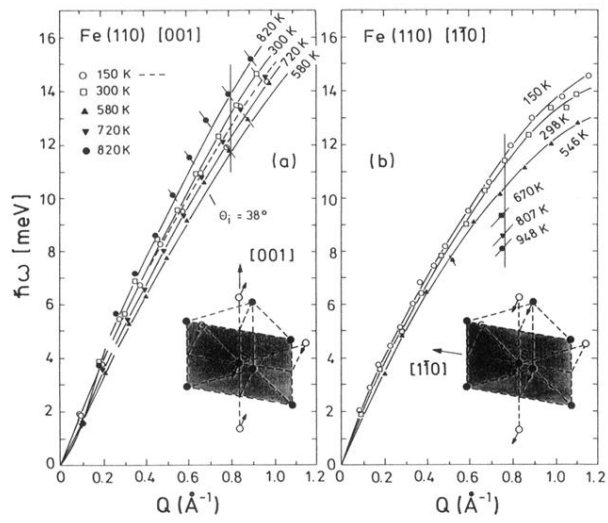 Fe(110) [001]
○ 150 K ----
□ 300 K
▲ 580 K
▼ 720 K
● 820 K
820 K
300 K
720 K
580 K
(a)
Θi = 38°
[001]
16
14
12
10
8
6
4
2
0
ħω [meV]
0
0.2
0.4
0.6
0.8
1.0
1.2
Q (Å⁻¹)
Fe(110) [11̄0]
150 K
298 K
546 K
(b)
670 K
807 K
948 K
[11̄0]
0
0.2
0.4
0.6
0.8
1.0
1.2
Q (Å⁻¹)